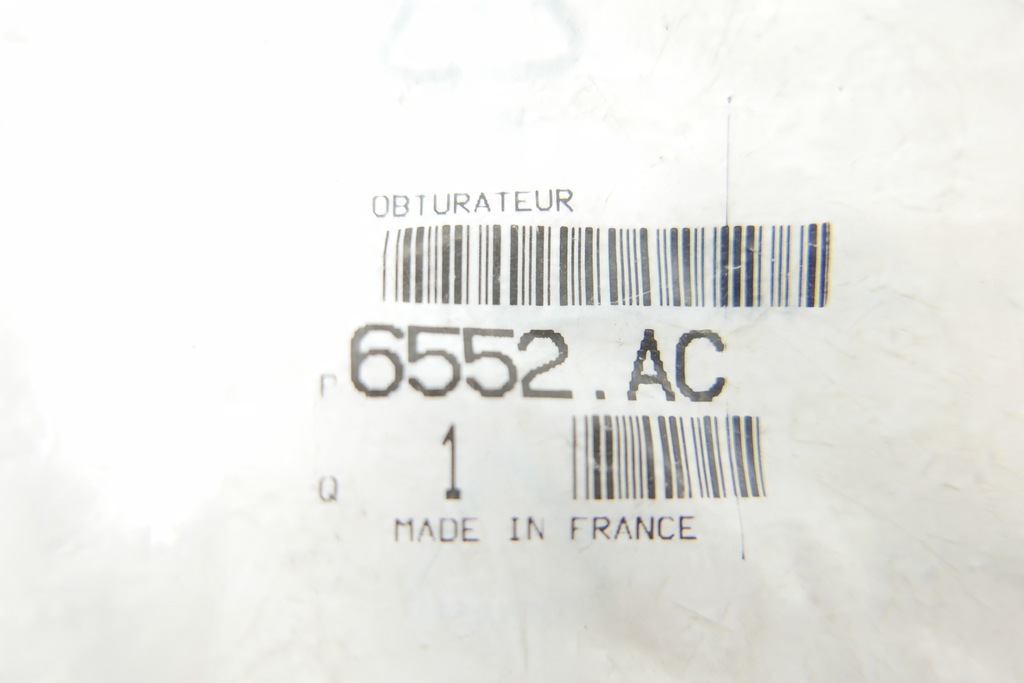 OBTURATEUR
P 6552.AC
Q 1
MADE IN FRANCE